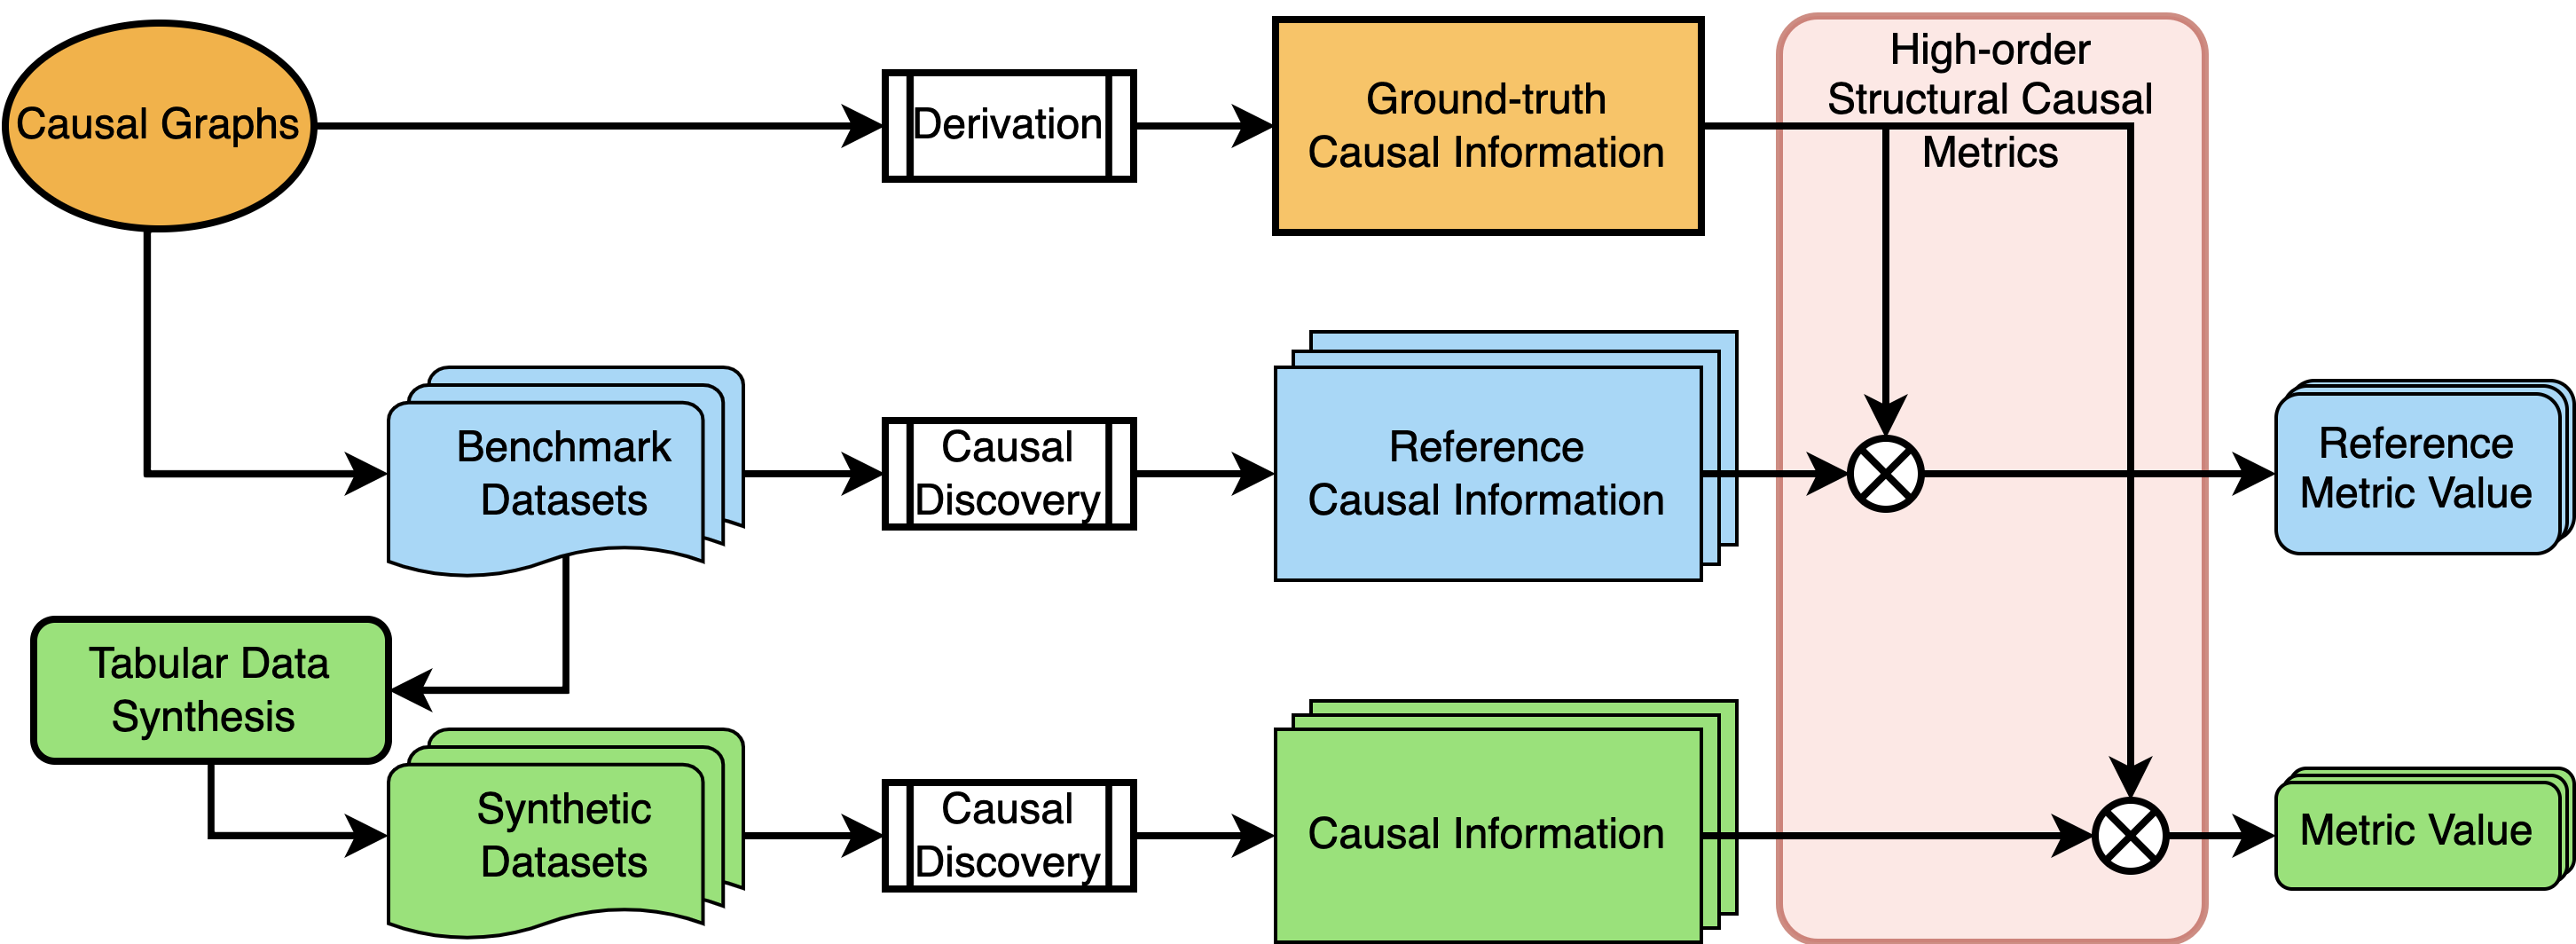 Causal Graphs
Derivation
Ground-truth
Causal Information
High-order
Structural Causal
Metrics
Benchmark
Datasets
Causal
Discovery
Reference
Causal Information
Reference
Metric Value
Tabular Data
Synthesis
Synthetic
Datasets
Causal
Discovery
Causal Information
Metric Value